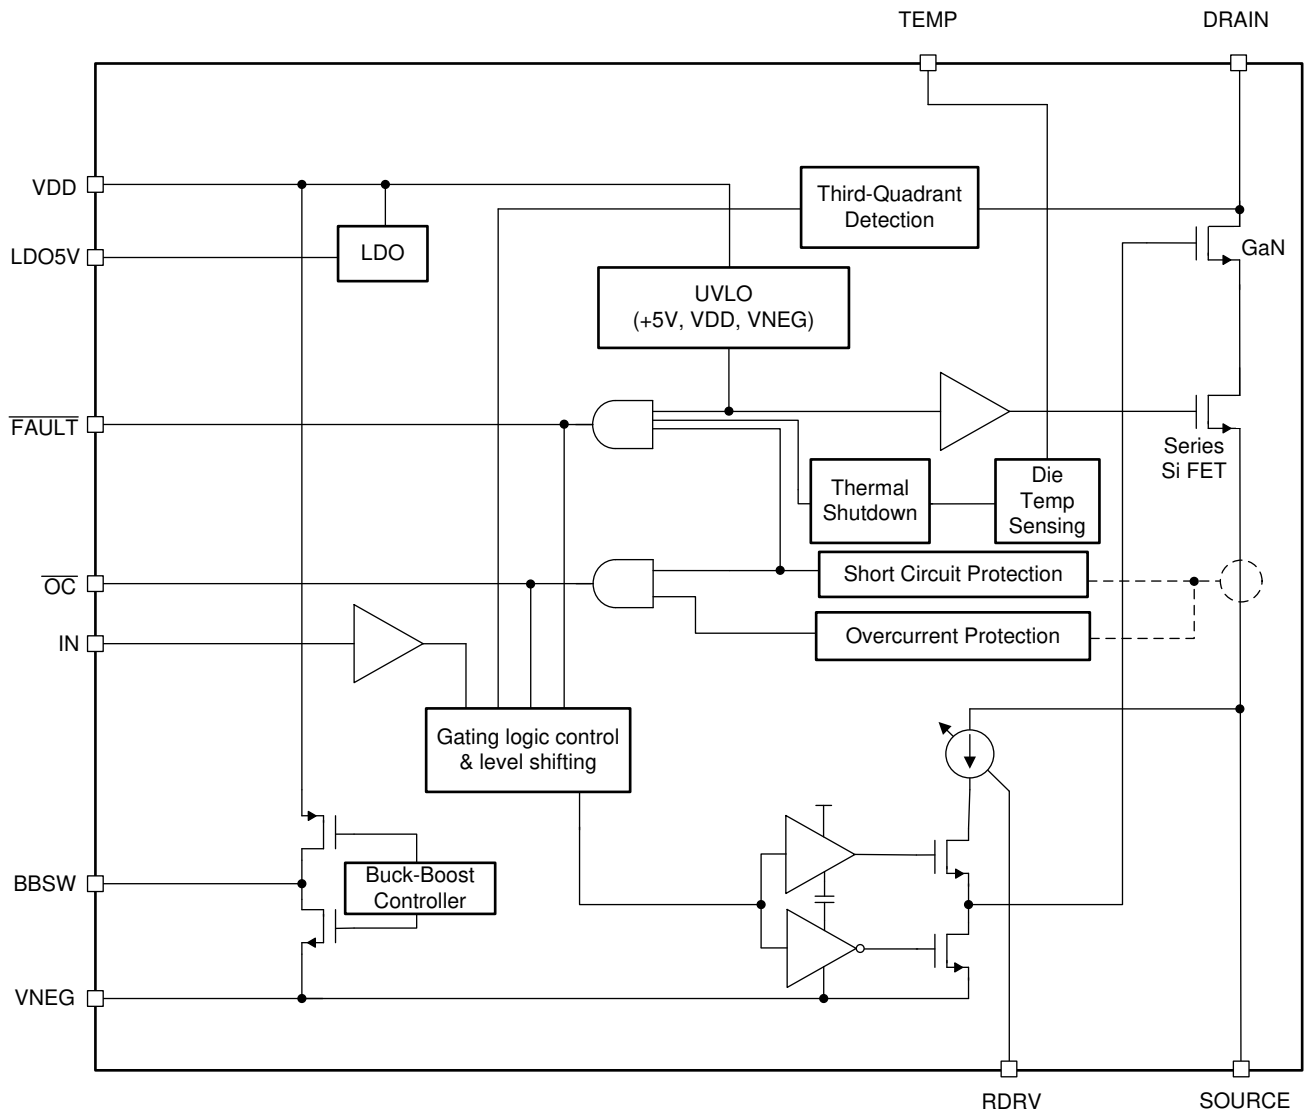 TEMP
DRAIN
VDD
Third-Quadrant
Detection
LDO5V
LDO
GaN
UVLO
(+5V, VDD, VNEG)
FAULT
Series
Si FET
Thermal
Shutdown
Die
Temp
Sensing
OC
Short Circuit Protection
IN
Overcurrent Protection
Gating logic control
& level shifting
BBSW
Buck-Boost
Controller
VNEG
RDRV
SOURCE